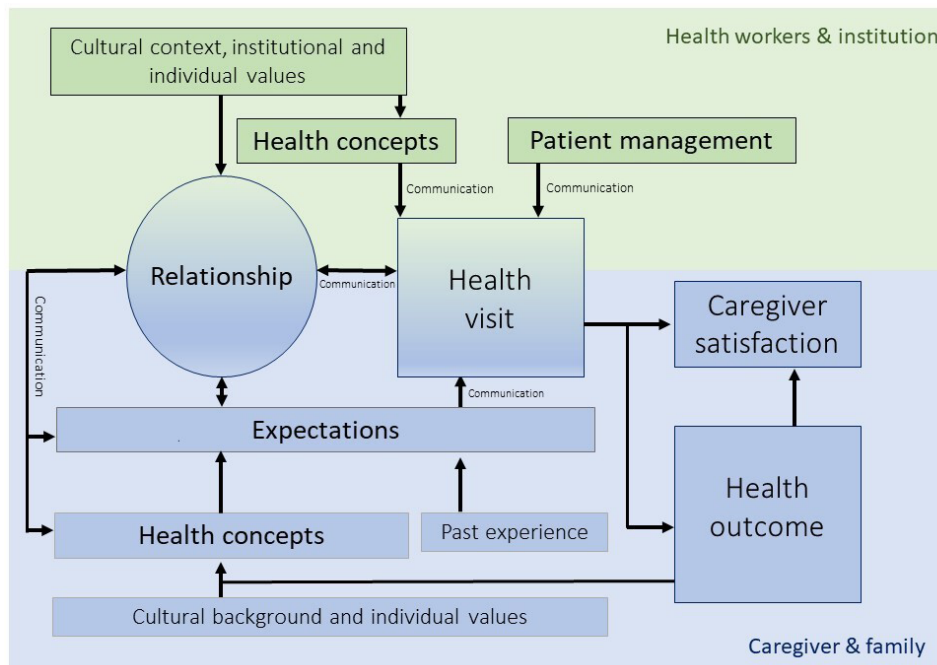 Cultural context, institutional and
individual values
Health workers & institution
Health concepts
Patient management
Communication
Communication
Relationship
Communication
Health
visit
Communication
Caregiver
satisfaction
Communication
Expectations
Health
outcome
Health concepts
Past experience
Cultural background and individual values
Caregiver & family